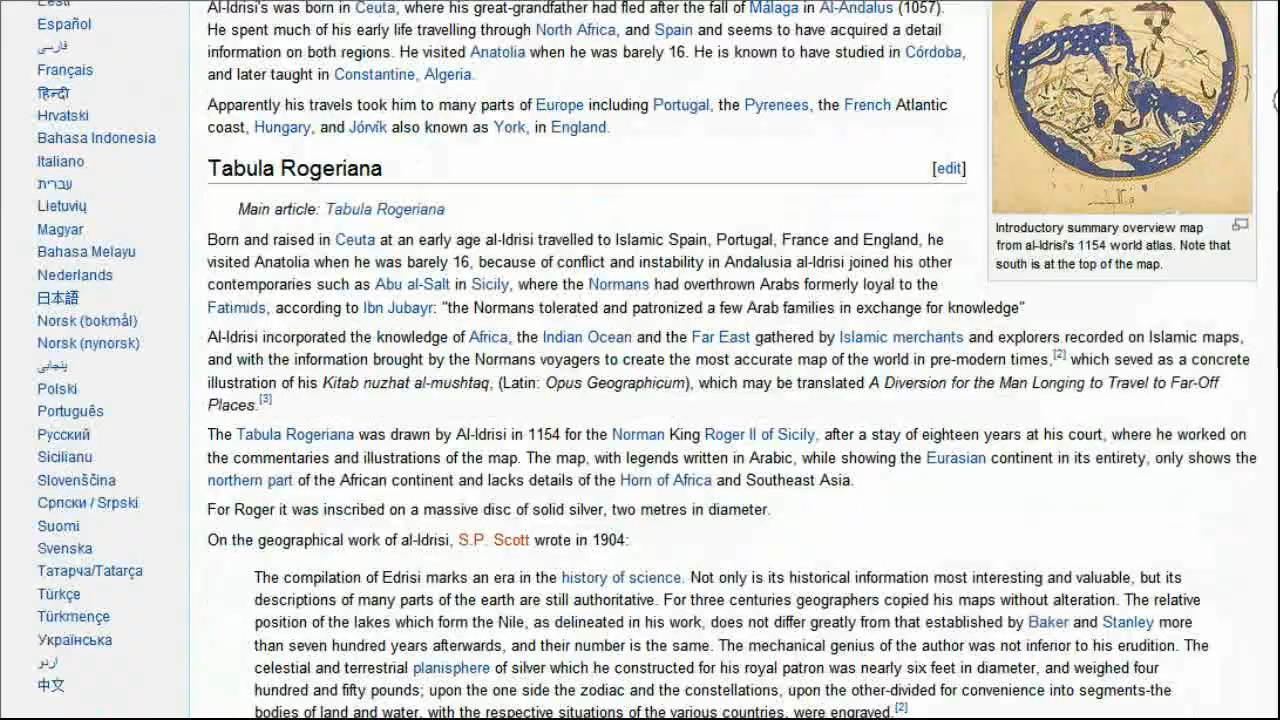 Eesti
Español
فارسی
Français
हिन्दी
Hrvatski
Bahasa Indonesia
Italiano
עברית
Lietuvių
Magyar
Bahasa Melayu
Nederlands
日本語
Norsk (bokmål)
Norsk (nynorsk)
پنجابی
Polski
Português
Русский
Sicilianu
Slovenščina
Српски / Srpski
Suomi
Svenska
Татарча/Tatarça
Türkçe
Türkmençe
Українська
اردو
中文
Al-Idrisi's was born in Ceuta, where his great-grandfather had fled after the fall of Málaga in Al-Andalus (1057).
He spent much of his early life travelling through North Africa, and Spain and seems to have acquired a detail
information on both regions. He visited Anatolia when he was barely 16. He is known to have studied in Córdoba,
and later taught in Constantine, Algeria.
Apparently his travels took him to many parts of Europe including Portugal, the Pyrenees, the French Atlantic
coast, Hungary, and Jórvík also known as York, in England.
Tabula Rogeriana [edit]
Main article: Tabula Rogeriana
Born and raised in Ceuta at an early age al-Idrisi travelled to Islamic Spain, Portugal, France and England, he
visited Anatolia when he was barely 16, because of conflict and instability in Andalusia al-Idrisi joined his other
contemporaries such as Abu al-Salt in Sicily, where the Normans had overthrown Arabs formerly loyal to the
Fatimids, according to Ibn Jubayr: "the Normans tolerated and patronized a few Arab families in exchange for knowledge"
Al-Idrisi incorporated the knowledge of Africa, the Indian Ocean and the Far East gathered by Islamic merchants and explorers recorded on Islamic maps,
and with the information brought by the Normans voyagers to create the most accurate map of the world in pre-modern times,[2] which seved as a concrete
illustration of his Kitab nuzhat al-mushtaq, (Latin: Opus Geographicum), which may be translated A Diversion for the Man Longing to Travel to Far-Off
Places.[3]
The Tabula Rogeriana was drawn by Al-Idrisi in 1154 for the Norman King Roger II of Sicily, after a stay of eighteen years at his court, where he worked on
the commentaries and illustrations of the map. The map, with legends written in Arabic, while showing the Eurasian continent in its entirety, only shows the
northern part of the African continent and lacks details of the Horn of Africa and Southeast Asia.
For Roger it was inscribed on a massive disc of solid silver, two metres in diameter.
On the geographical work of al-Idrisi, S.P. Scott wrote in 1904:
The compilation of Edrisi marks an era in the history of science. Not only is its historical information most interesting and valuable, but its
descriptions of many parts of the earth are still authoritative. For three centuries geographers copied his maps without alteration. The relative
position of the lakes which form the Nile, as delineated in his work, does not differ greatly from that established by Baker and Stanley more
than seven hundred years afterwards, and their number is the same. The mechanical genius of the author was not inferior to his erudition. The
celestial and terrestrial planisphere of silver which he constructed for his royal patron was nearly six feet in diameter, and weighed four
hundred and fifty pounds; upon the one side the zodiac and the constellations, upon the other-divided for convenience into segments-the
bodies of land and water, with the respective situations of the various countries, were engraved.[2]
Introductory summary overview map
from al-Idrisi's 1154 world atlas. Note that
south is at the top of the map.